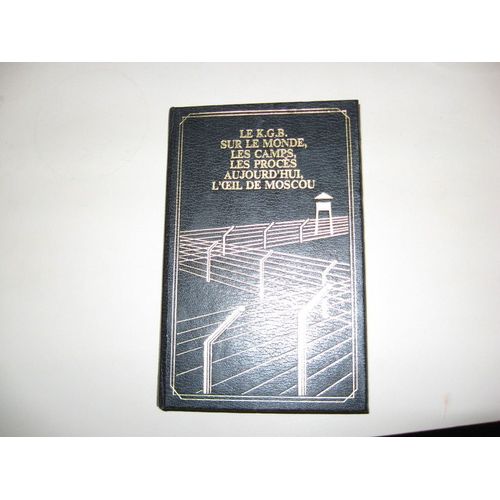 LE K.G.B.
SUR LE MONDE,
LES CAMPS,
LES PROCÈS
AUJOURD'HUI,
L'ŒIL DE MOSCOU